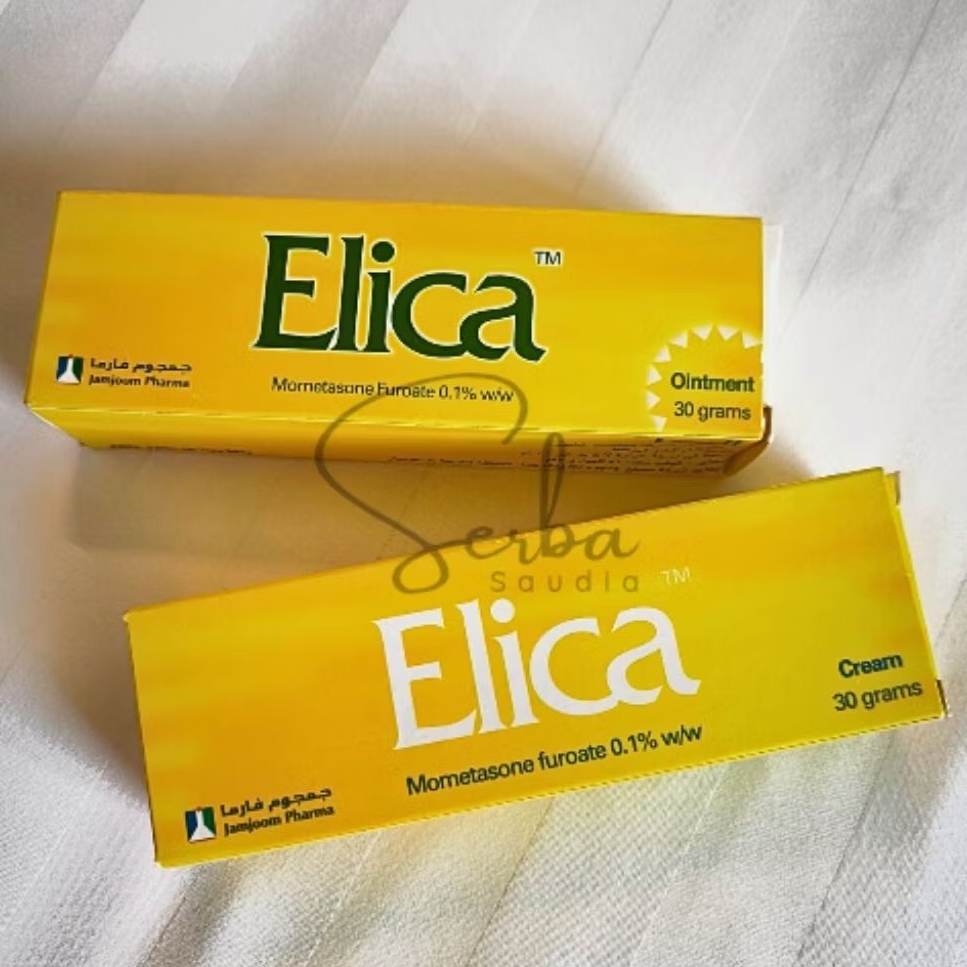 Elica™
جمجوم فارما
Jamjoom Pharma
Mometasone Furoate 0.1% w/w
Ointment
30 grams
Serba
Saudia
Elica™
Cream
30 grams
Mometasone furoate 0.1% w/w
جمجوم فارما
Jamjoom Pharma